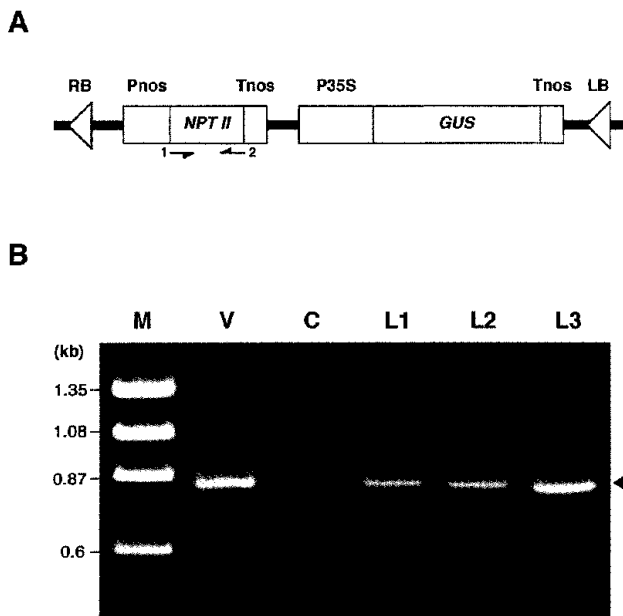 A
RB Pnos Tnos P35S Tnos LB
NPT II GUS
1 2
B
M V C L1 L2 L3
(kb)
1.35
1.08
0.87
0.6